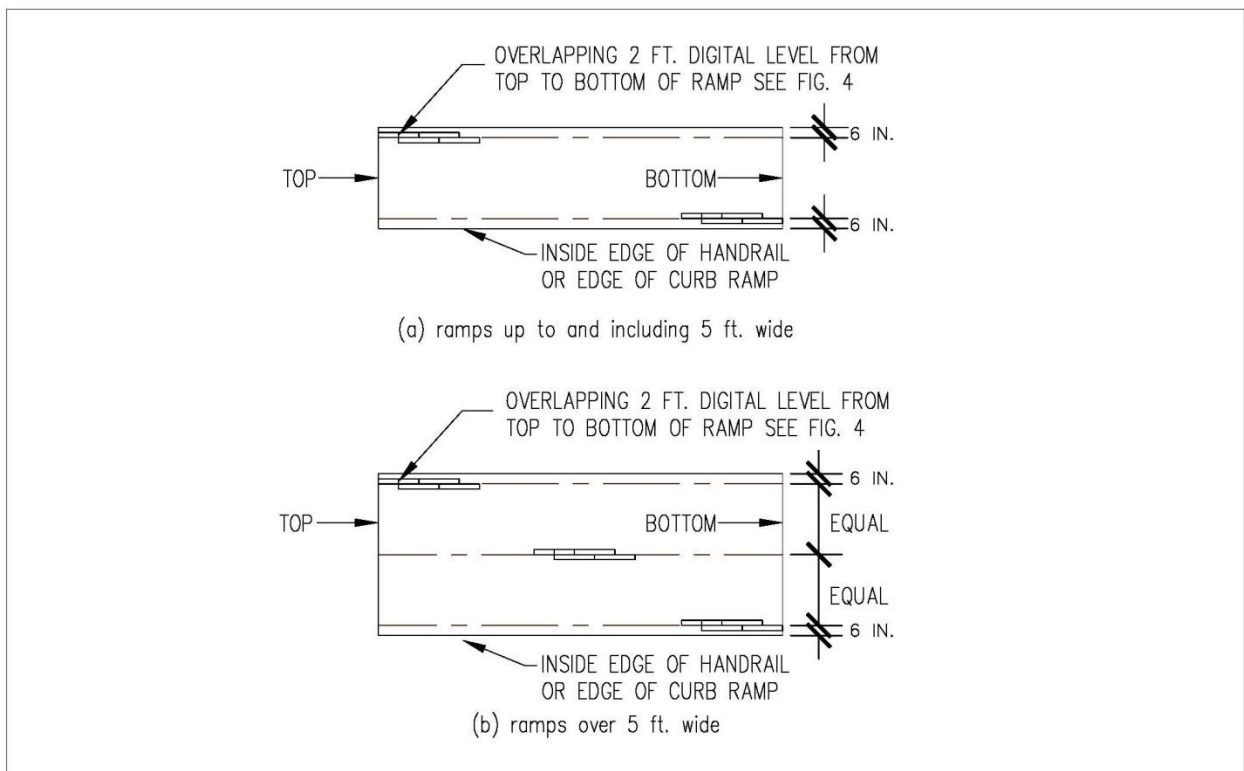 OVERLAPPING 2 FT. DIGITAL LEVEL FROM
TOP TO BOTTOM OF RAMP SEE FIG. 4
6 IN.
TOP
BOTTOM
6 IN.
INSIDE EDGE OF HANDRAIL
OR EDGE OF CURB RAMP
(a) ramps up to and including 5 ft. wide
OVERLAPPING 2 FT. DIGITAL LEVEL FROM
TOP TO BOTTOM OF RAMP SEE FIG. 4
6 IN.
TOP
BOTTOM
EQUAL
EQUAL
6 IN.
INSIDE EDGE OF HANDRAIL
OR EDGE OF CURB RAMP
(b) ramps over 5 ft. wide